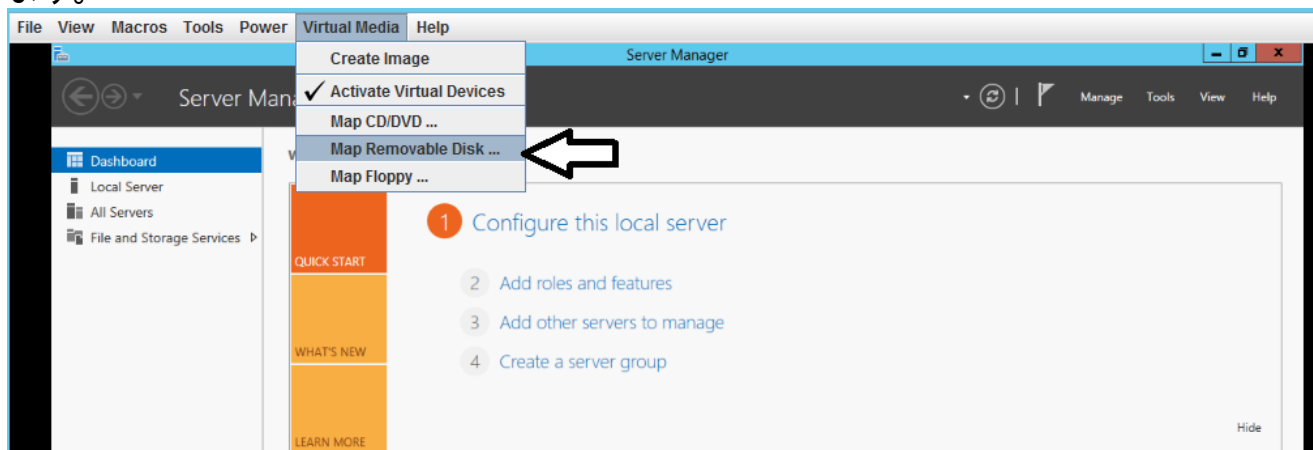 File View Macros Tools Power Virtual Media Help
Create Image
Server Manager
Activate Virtual Devices
Server Man
Manage Tools View Help
Map CD/DVD ...
Map Removable Disk ...
Map Floppy ...
Dashboard
Local Server
All Servers
File and Storage Services
QUICK START
WHAT'S NEW
LEARN MORE
1 Configure this local server
2 Add roles and features
3 Add other servers to manage
4 Create a server group
Hide